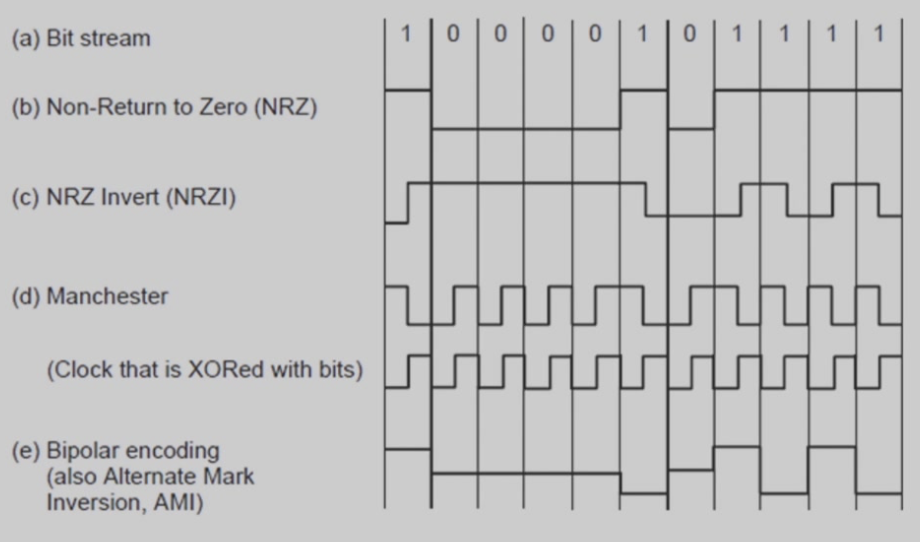 (a) Bit stream 1 0 0 0 0 1 0 1 1 1 1
(b) Non-Return to Zero (NRZ)
(c) NRZ Invert (NRZI)
(d) Manchester
(Clock that is XORed with bits)
(e) Bipolar encoding
(also Alternate Mark
Inversion, AMI)